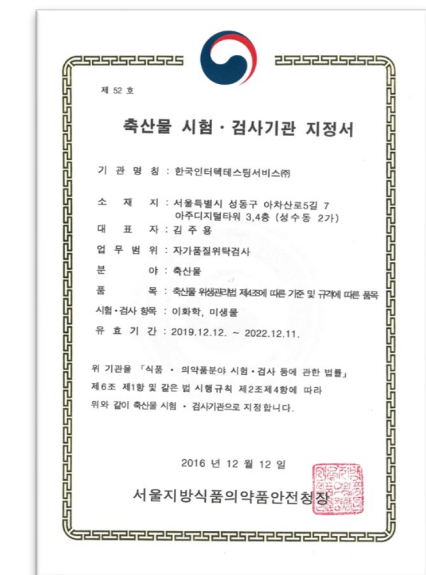 제 52 호
축산물 시험·검사기관 지정서
기 관 명 칭 : 한국인터텍테스팅서비스㈜
소 재 지 : 서울특별시 성동구 아차산로5길 7
아주디지털타워 3,4층 (성수동 2가)
대 표 자 : 김 주 용
업 무 범 위 : 자가품질위탁검사
분 야 : 축산물
품 목 : 축산물 위생관리법 제4조에 따른 기준 및 규격에 따른 품목
시험·검사 항목 : 이화학, 미생물
유 효 기 간 : 2019.12.12. ~ 2022.12.11.
위 기관을 「식품 · 의약품분야 시험·검사 등에 관한 법률」
제6조 제1항 및 같은 법 시행규칙 제2조제4항에 따라
위와 같이 축산물 시험 · 검사기관으로 지정합니다.
2016 년 12 월 12 일
서울지방식품의약품안전청장